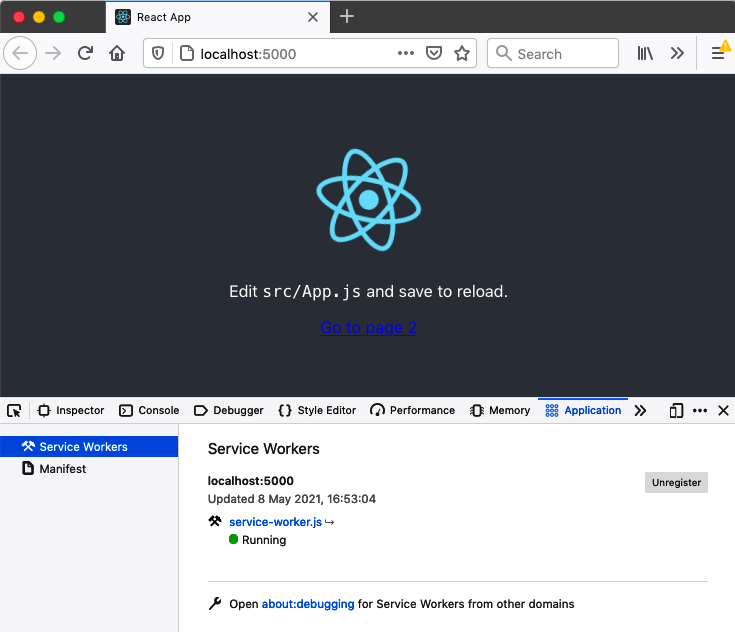 React App
localhost:5000
Search
Edit src/App.js and save to reload.
Go to page 2
Inspector Console Debugger Style Editor Performance Memory Application
Service Workers
Manifest
Service Workers
localhost:5000
Unregister
Updated 8 May 2021, 16:53:04
service-worker.js
Running
Open about:debugging for Service Workers from other domains